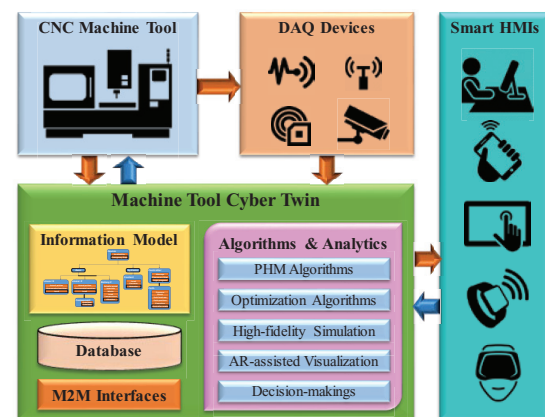 CNC Machine Tool
DAQ Devices
Smart HMIs
Machine Tool Cyber Twin
Information Model
Database
M2M Interfaces
Algorithms & Analytics
PHM Algorithms
Optimization Algorithms
High-fidelity Simulation
AR-assisted Visualization
Decision-makings